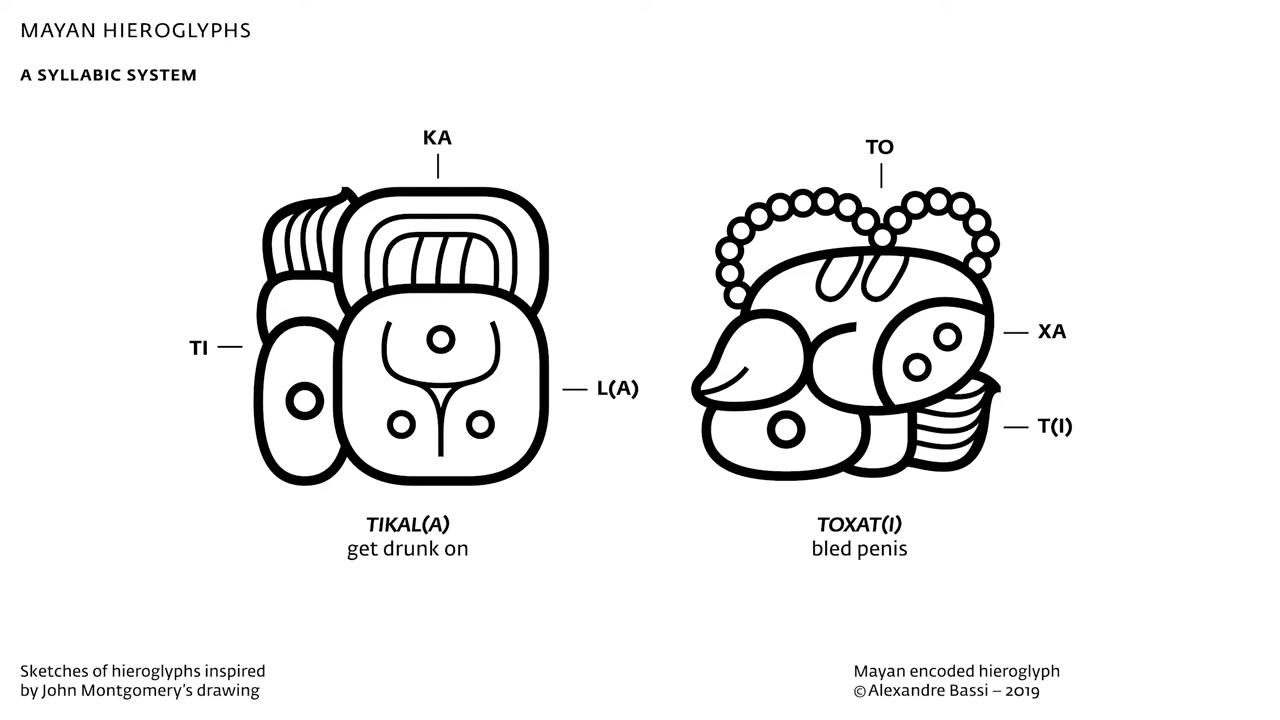 MAYAN HIEROGLYPHS
A SYLLABIC SYSTEM
KA
TI
L(A)
TIKAL(A)
get drunk on
TO
XA
T(I)
TOXAT(I)
bled penis
Sketches of hieroglyphs inspired
by John Montgomery's drawing
Mayan encoded hieroglyph
© Alexandre Bassi – 2019